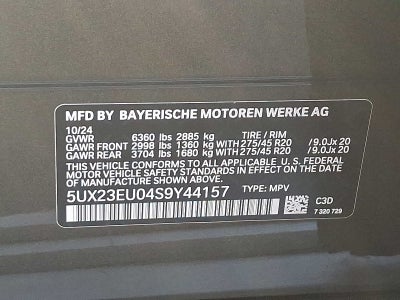 MFD BY BAYERISCHE MOTOREN WERKE AG
10/24 TIRE / RIM
GVWR 6360 lbs 2885 kg
GAWR FRONT 2998 lbs 1360 kg WITH 275/45 R20 / 9.0Jx 20
GAWR REAR 3704 lbs 1680 kg WITH 275/45 R20 / 9.0Jx 20
THIS VEHICLE CONFORMS TO ALL APPLICABLE U. S. FEDERAL
MOTOR VEHICLE SAFETY STANDARDS IN EFFECT ON THE
DATE OF MANUFACTURE SHOWN ABOVE.
5UX23EU04S9Y44157 TYPE: MPV
C3D
7 320 729